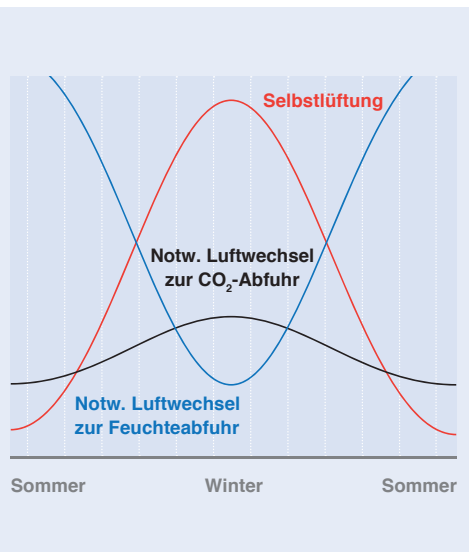 Selbstlüftung
Notw. Luftwechsel
zur CO₂-Abfuhr
Notw. Luftwechsel
zur Feuchteabfuhr
Sommer Winter Sommer